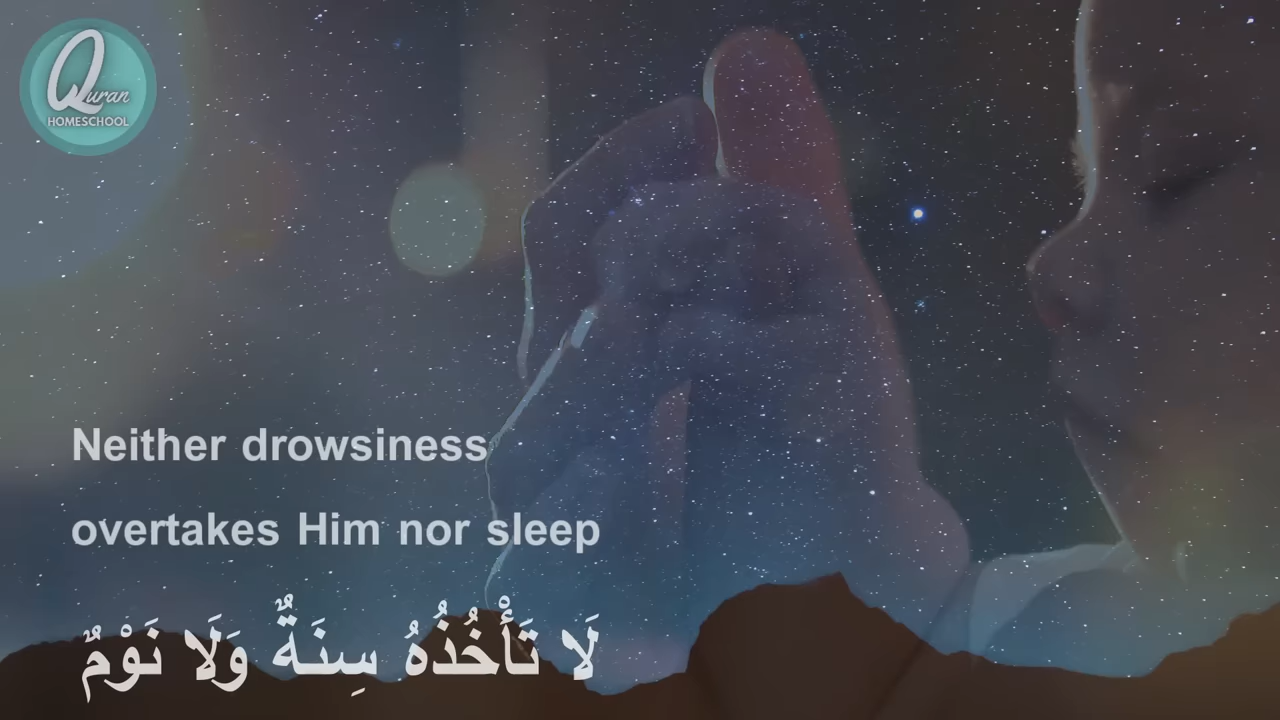 Quran
HOMESCHOOL
Neither drowsiness
overtakes Him nor sleep
لَا تَأْخُذُهُ سِنَةٌ وَلَا نَوْمٌ